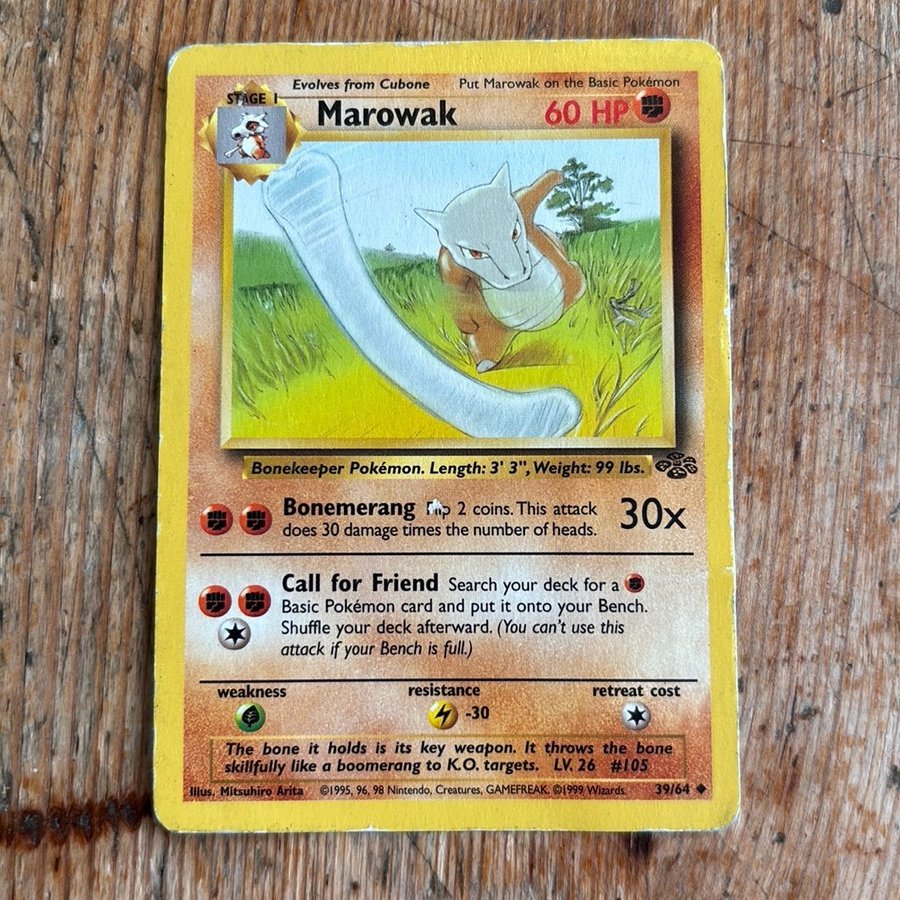 Evolves from Cubone Put Marowak on the Basic Pokémon
STAGE 1
Marowak 60 HP
Bonekeeper Pokémon. Length: 3' 3", Weight: 99 lbs.
Bonemerang Flip 2 coins. This attack
does 30 damage times the number of heads.
30x
Call for Friend Search your deck for a
Basic Pokémon card and put it onto your Bench.
Shuffle your deck afterward. (You can't use this
attack if your Bench is full.)
weakness resistance retreat cost
-30
The bone it holds is its key weapon. It throws the bone
skillfully like a boomerang to K.O. targets. LV. 26 #105
Illus. Mitsuhiro Arita ©1995, 96, 98 Nintendo, Creatures, GAMEFREAK. ©1999 Wizards. 39/64